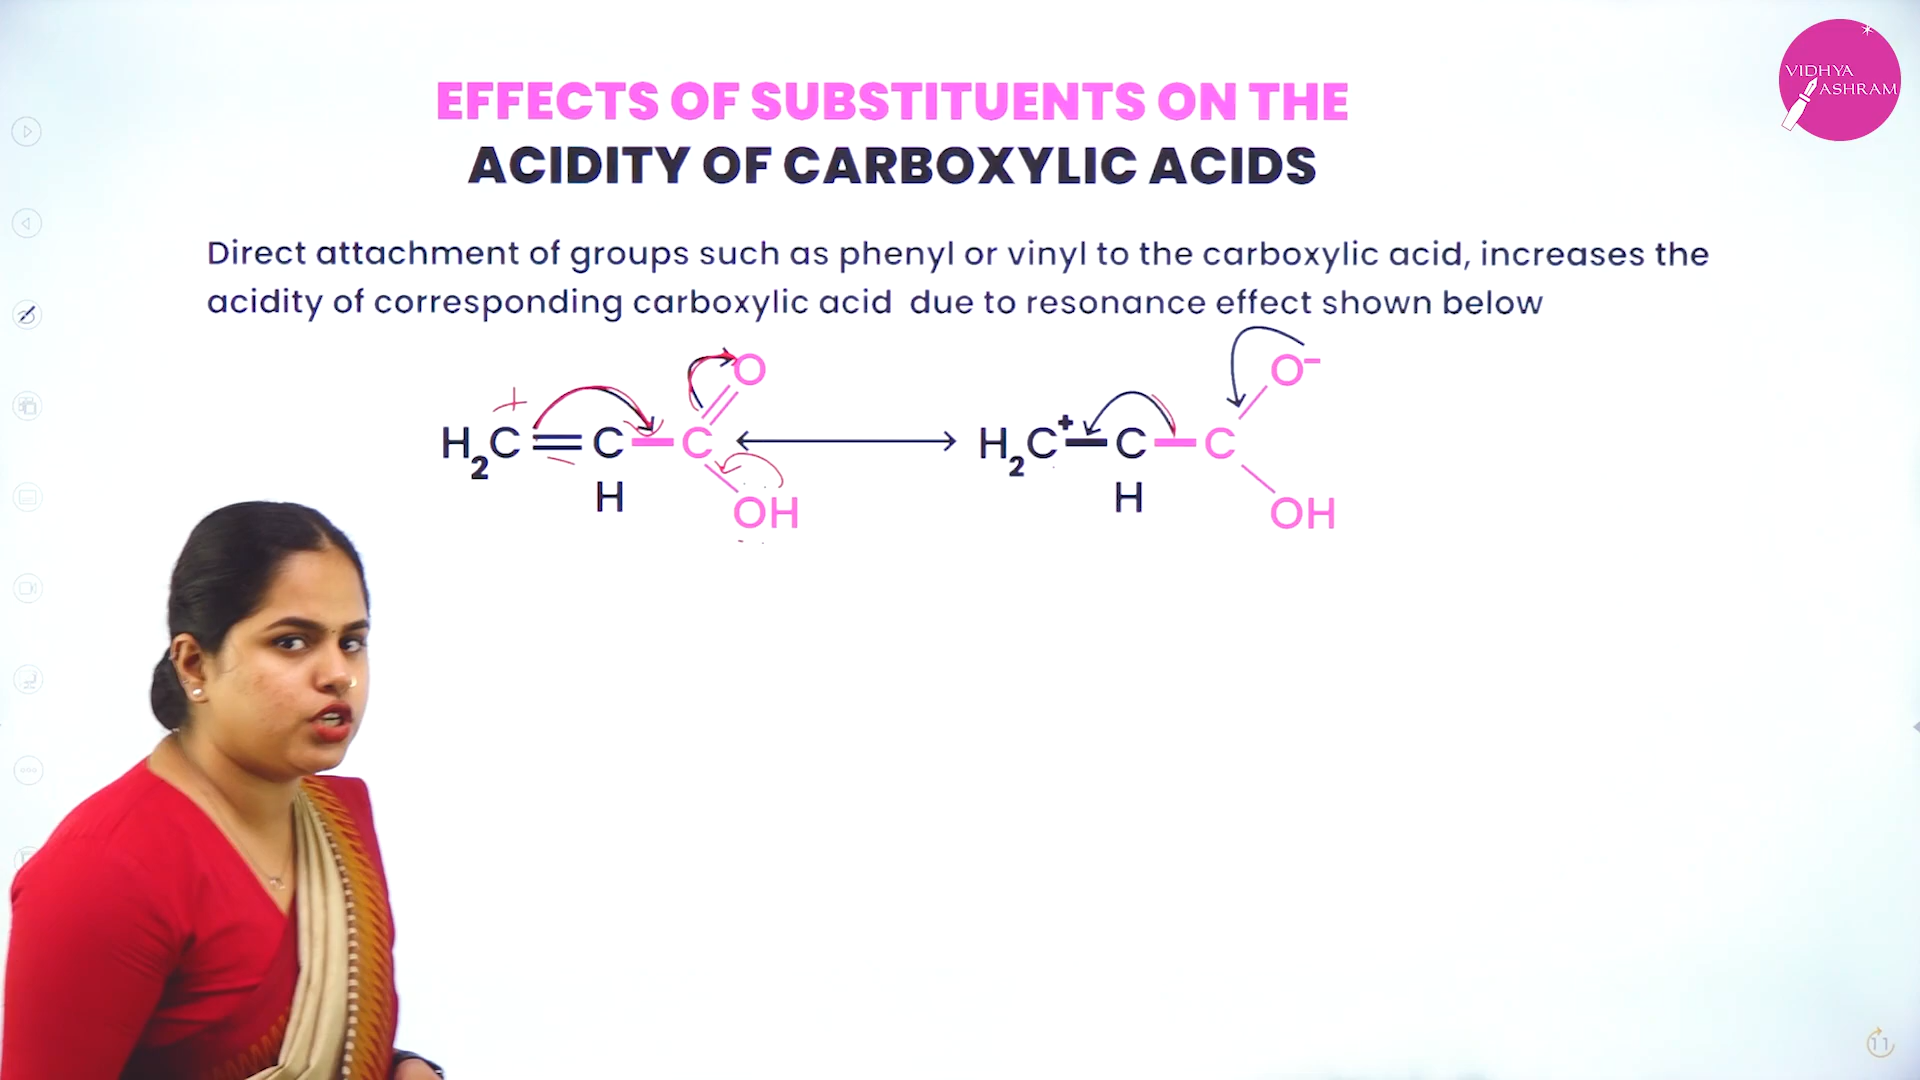 VIDHYA
ASHRAM
EFFECTS OF SUBSTITUENTS ON THE
ACIDITY OF CARBOXYLIC ACIDS
Direct attachment of groups such as phenyl or vinyl to the carboxylic acid, increases the
acidity of corresponding carboxylic acid due to resonance effect shown below
+ O O⁻
H₂C=C—C ⟷ H₂C⁺—C—C
H OH H OH
11